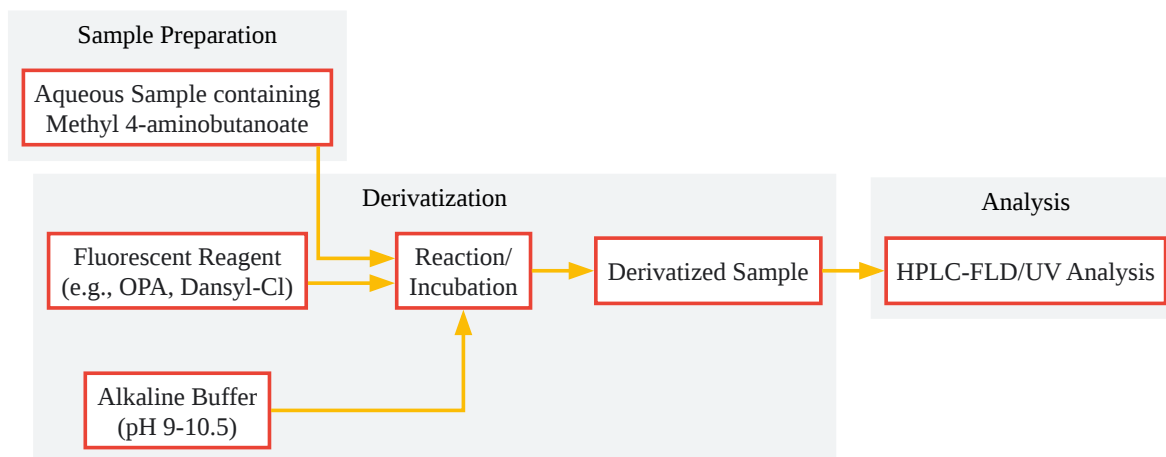 Sample Preparation
Aqueous Sample containing
Methyl 4-aminobutanoate
Derivatization
Fluorescent Reagent
(e.g., OPA, Dansyl-Cl)
Reaction/
Incubation
Derivatized Sample
Alkaline Buffer
(pH 9-10.5)
Analysis
HPLC-FLD/UV Analysis